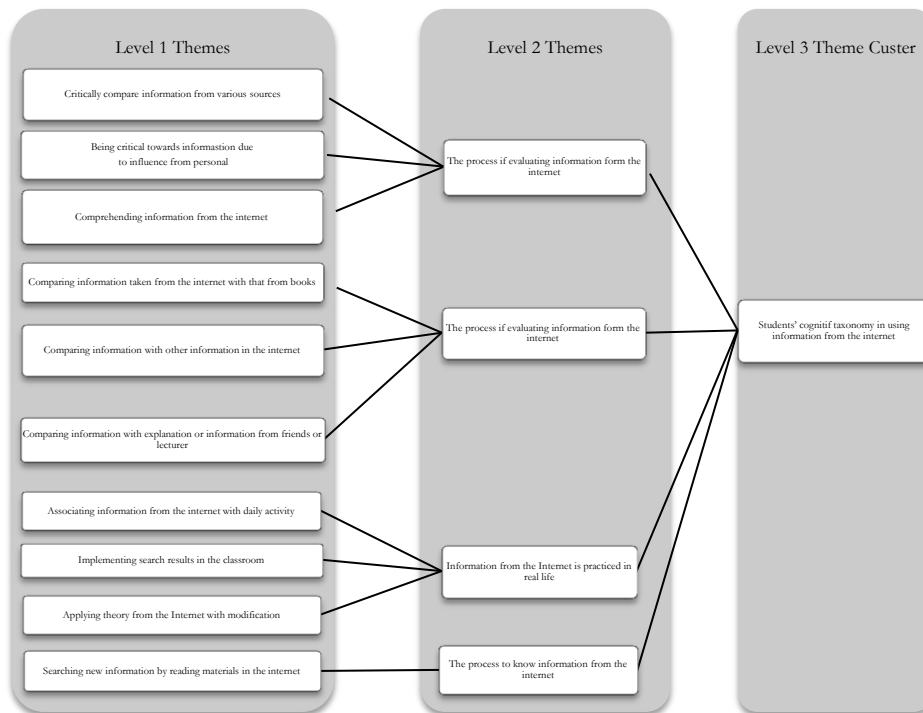 Level 1 Themes
Critically compare information from various sources
Being critical towards informastion due
to influence from personal
Comprehending information from the internet
Comparing information taken from the internet with that from books
Comparing information with other information in the internet
Comparing information with explanation or information from friends or
lecturer
Associating information from the internet with daily activity
Implementing search results in the classroom
Applying theory from the Internet with modification
Searching new information by reading materials in the internet
Level 2 Themes
The process if evaluating information form the
internet
The process if evaluating information form the
internet
Information from the Internet is practiced in
real life
The process to know information from the
internet
Level 3 Theme Custer
Students' cognitif taxonomy in using
information from the internet